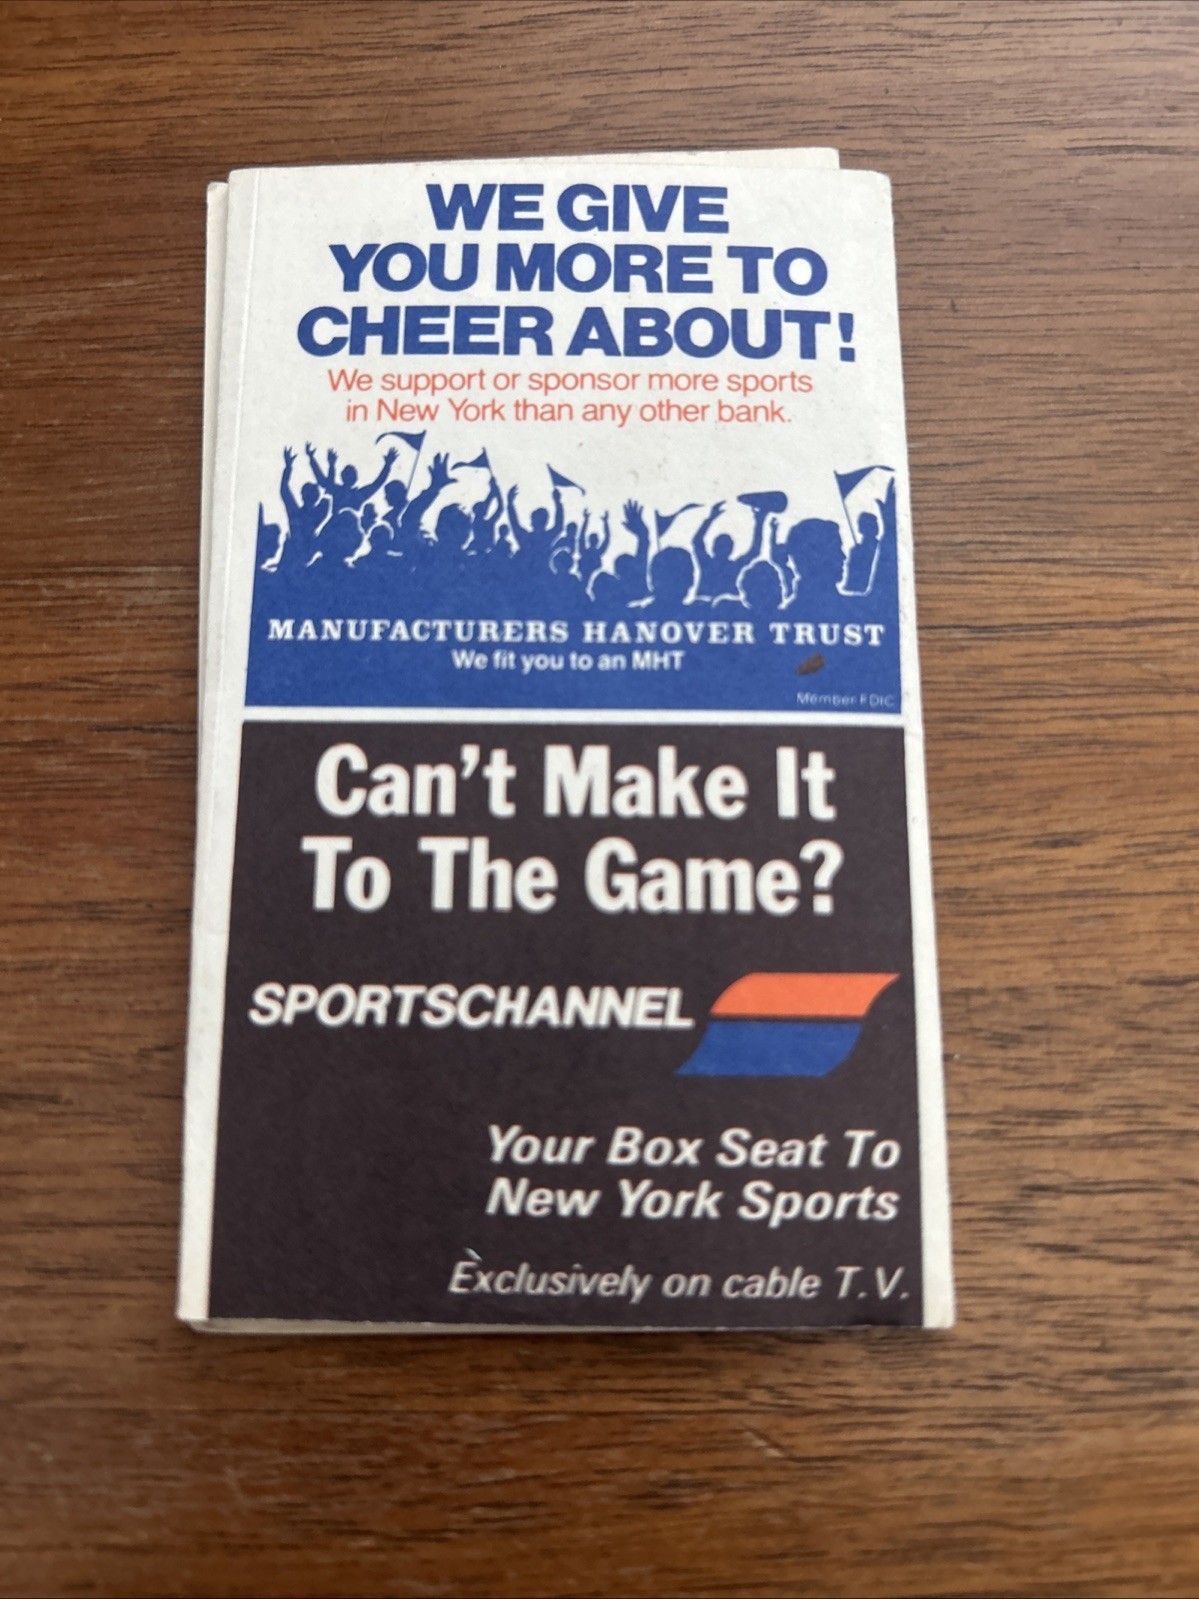 WE GIVE
YOU MORE TO
CHEER ABOUT!
We support or sponsor more sports
in New York than any other bank.
MANUFACTURERS HANOVER TRUST
We fit you to an MHT
Member FDIC
Can't Make It
To The Game?
SPORTSCHANNEL
Your Box Seat To
New York Sports
Exclusively on cable T.V.